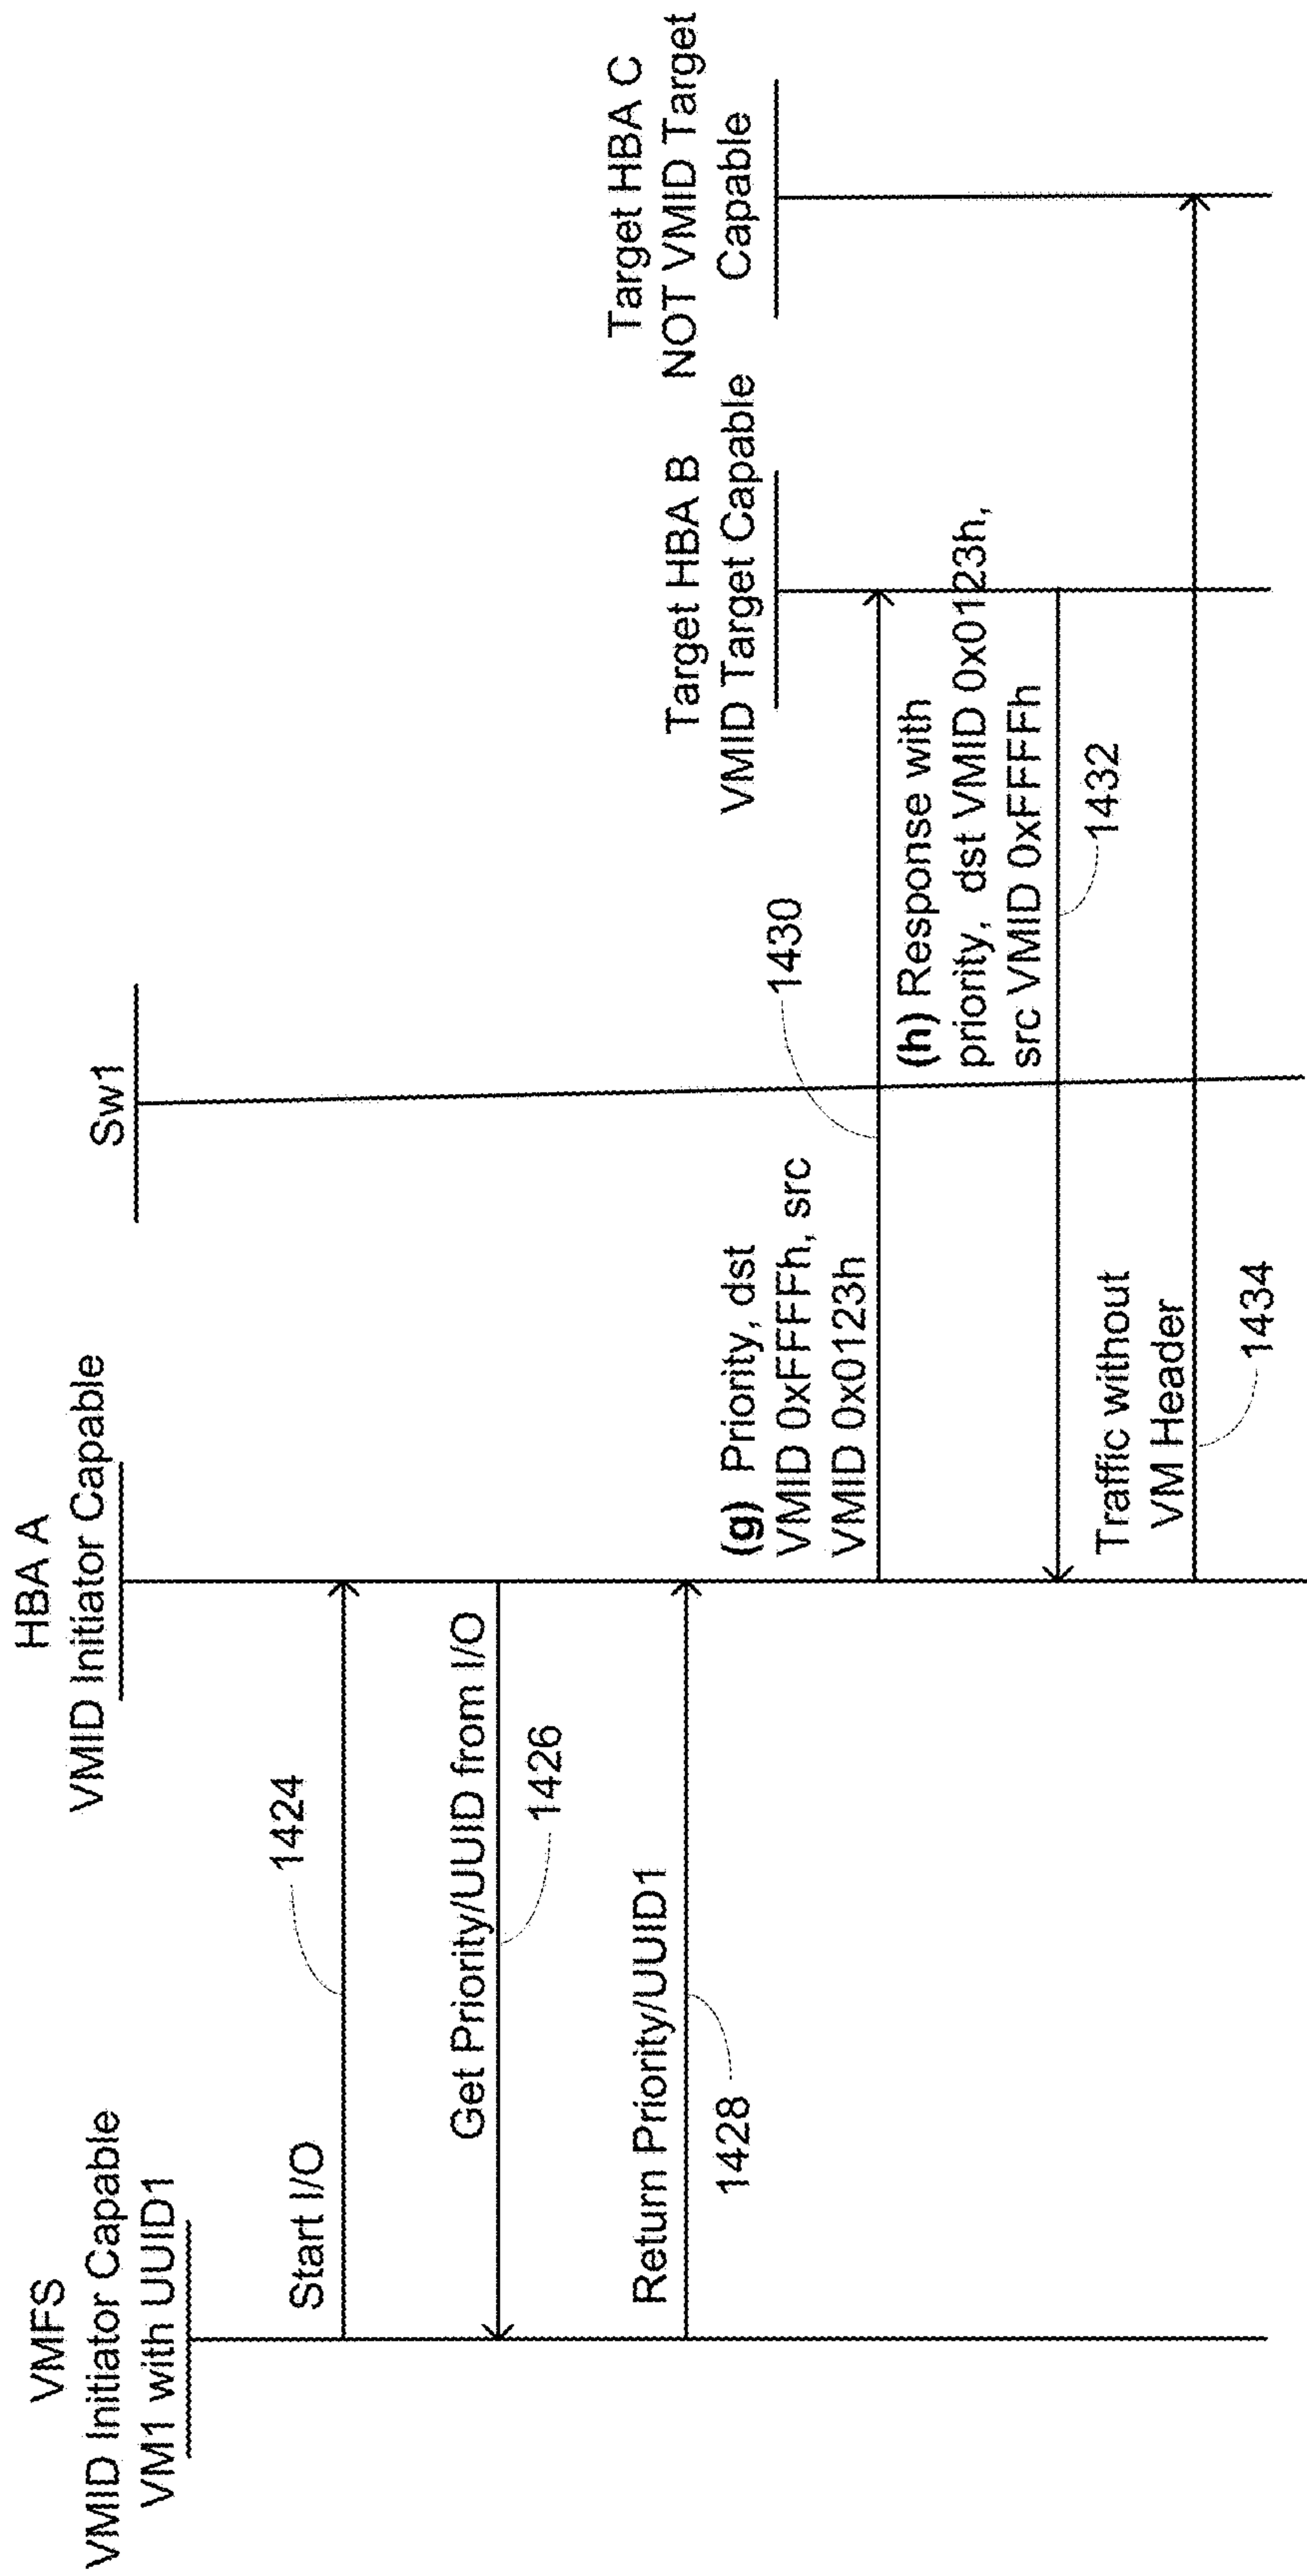 VMFS
VMID Initiator Capable
VM1 with UUID1
HBA A
VMID Initiator Capable
Sw1
Target HBA B
VMID Target Capable
Target HBA C
NOT VMID Target
Capable
Start I/O
1424
Get Priority/UUID from I/O
1426
Return Priority/UUID1
1428
(g) Priority, dst
VMID 0xFFFFh, src
VMID 0x0123h
1430
(h) Response with
priority, dst VMID 0x0123h,
src VMID 0xFFFFh
1432
Traffic without
VM Header
1434